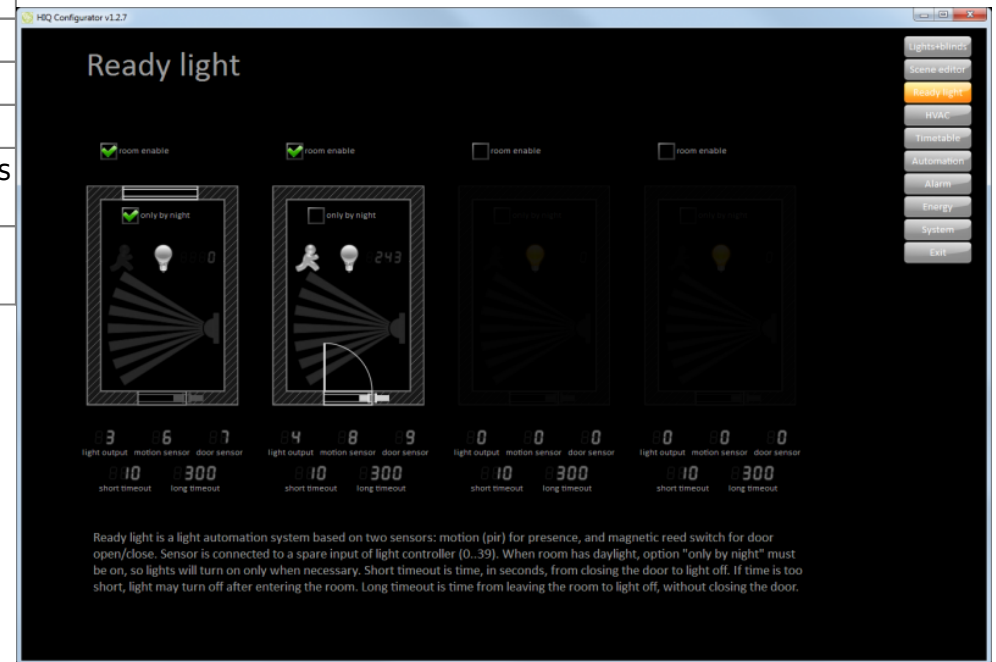 HIQ Configurator v1.2.7
s
Ready light
Lights+blinds
Scene editor
Ready light
HVAC
Timetable
Automation
Alarm
Energy
System
Exit
room enable room enable room enable room enable
only by night only by night only by night only by night
0 243
3 6 7 4 8 9 0 0 0 0 0 0
light output motion sensor door sensor light output motion sensor door sensor light output motion sensor door sensor light output motion sensor door sensor
10 300 10 300 10 300 10 300
short timeout long timeout short timeout long timeout short timeout long timeout short timeout long timeout
Ready light is a light automation system based on two sensors: motion (pir) for presence, and magnetic reed switch for door
open/close. Sensor is connected to a spare input of light controller (0..39). When room has daylight, option "only by night" must
be on, so lights will turn on only when necessary. Short timeout is time, in seconds, from closing the door to light off. If time is too
short, light may turn off after entering the room. Long timeout is time from leaving the room to light off, without closing the door.